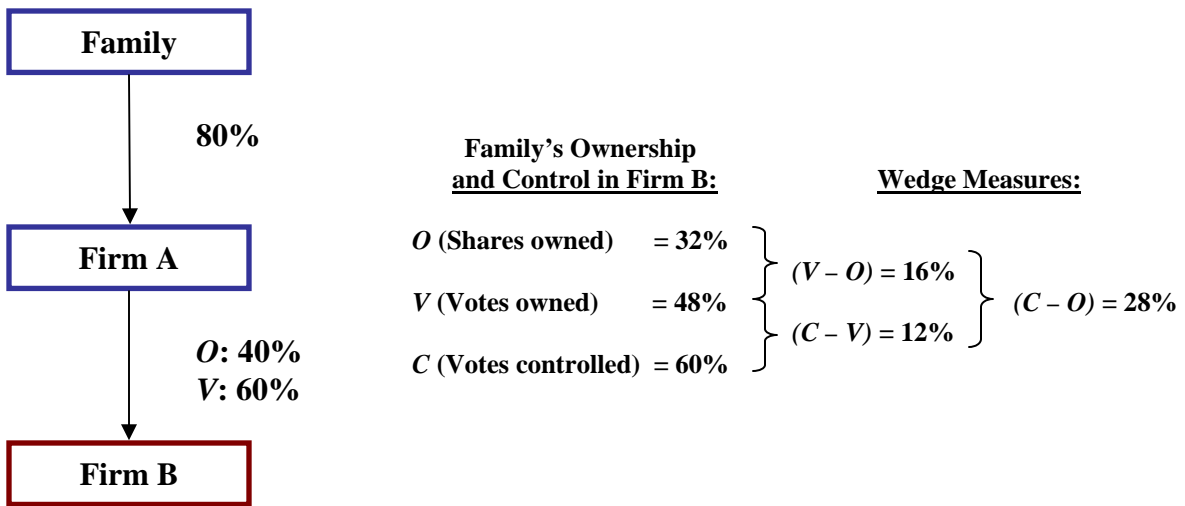 Family
80%
Firm A
O: 40%
V: 60%
Firm B
Family’s Ownership
and Control in Firm B:
O (Shares owned) = 32%
V (Votes owned) = 48%
C (Votes controlled) = 60%
Wedge Measures:
(V – O) = 16%
(C – V) = 12%
(C – O) = 28%